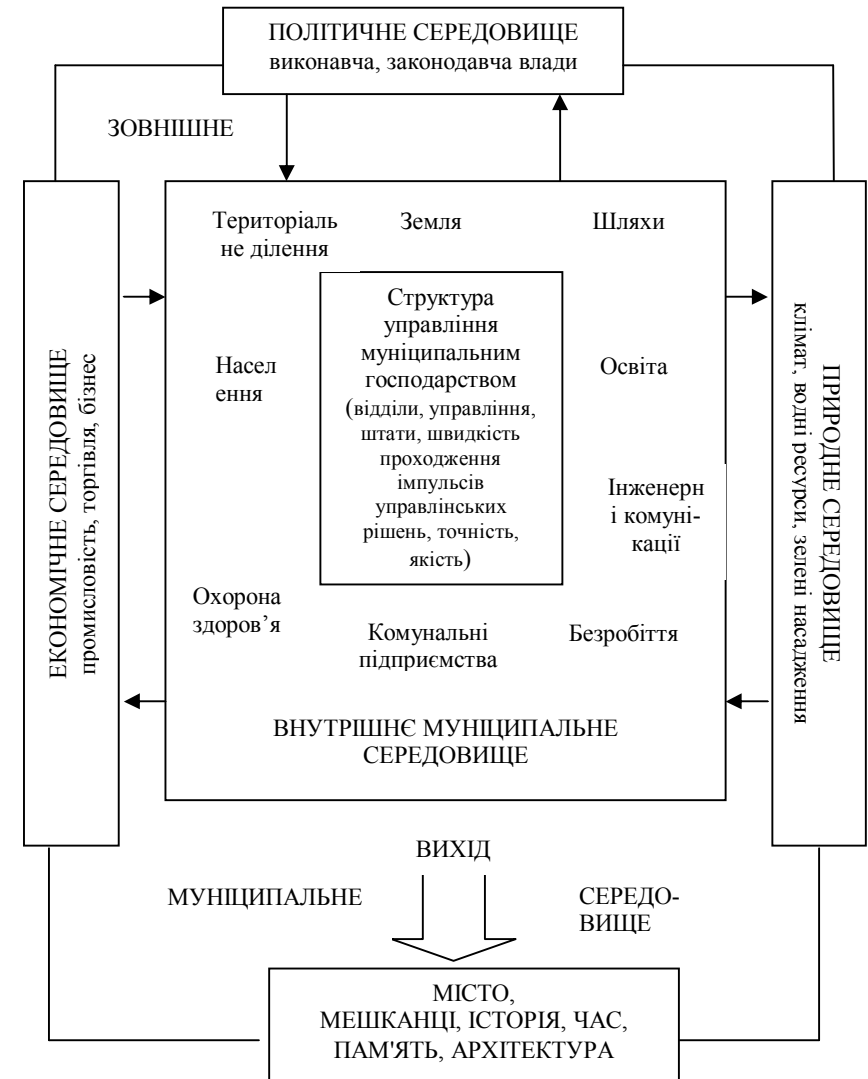 ПОЛІТИЧНЕ СЕРЕДОВИЩЕ
виконавча, законодавча влади
ЗОВНІШНЕ
ЕКОНОМІЧНЕ СЕРЕДОВИЩЕ
промисловість, торгівля, бізнес
Територіаль
не ділення
Земля
Шляхи
Структура
управління
муніципальним
господарством
(відділи, управління,
штати, швидкість
проходження
імпульсів
управлінських
рішень, точність,
якість)
Насел
ення
Освіта
Інженерн
і комуні-
кації
Охорона
здоров’я
Комунальні
підприємства
Безробіття
ВНУТРІШНЄ МУНІЦИПАЛЬНЕ
СЕРЕДОВИЩЕ
ПРИРОДНЕ СЕРЕДОВИЩЕ
клімат, водні ресурси, зелені насадження
ВИХІД
МУНІЦИПАЛЬНЕ
СЕРЕДО-
ВИЩЕ
МІСТО,
МЕШКАНЦІ, ІСТОРІЯ, ЧАС,
ПАМ'ЯТЬ, АРХІТЕКТУРА